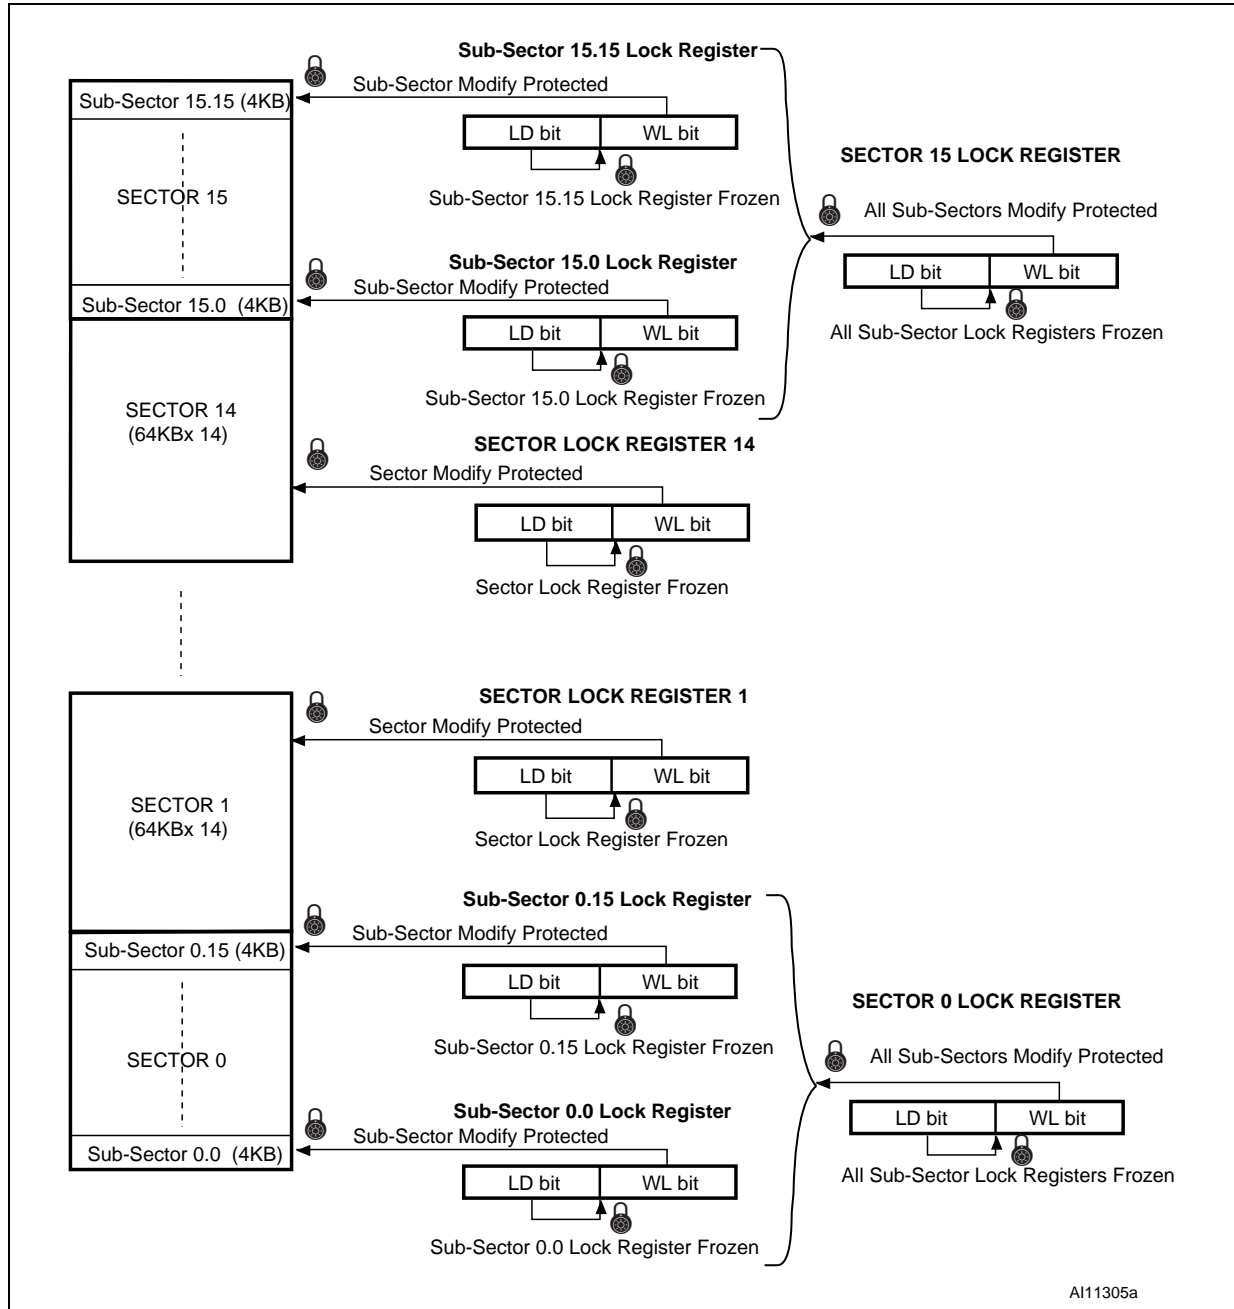 Sub-Sector 15.15 Lock Register
Sub-Sector Modify Protected
Sub-Sector 15.15 (4KB)
LD bit
WL bit
SECTOR 15 LOCK REGISTER
SECTOR 15
Sub-Sector 15.15 Lock Register Frozen
All Sub-Sectors Modify Protected
Sub-Sector 15.0 Lock Register
LD bit
WL bit
Sub-Sector Modify Protected
Sub-Sector 15.0 (4KB)
LD bit
WL bit
All Sub-Sector Lock Registers Frozen
Sub-Sector 15.0 Lock Register Frozen
SECTOR 14
(64KBx 14)
SECTOR LOCK REGISTER 14
Sector Modify Protected
LD bit
WL bit
Sector Lock Register Frozen
SECTOR LOCK REGISTER 1
Sector Modify Protected
LD bit
WL bit
SECTOR 1
(64KBx 14)
Sector Lock Register Frozen
Sub-Sector 0.15 Lock Register
Sub-Sector Modify Protected
Sub-Sector 0.15 (4KB)
LD bit
WL bit
SECTOR 0 LOCK REGISTER
Sub-Sector 0.15 Lock Register Frozen
All Sub-Sectors Modify Protected
SECTOR 0
Sub-Sector 0.0 Lock Register
LD bit
WL bit
Sub-Sector Modify Protected
Sub-Sector 0.0 (4KB)
LD bit
WL bit
All Sub-Sector Lock Registers Frozen
Sub-Sector 0.0 Lock Register Frozen
AI11305a